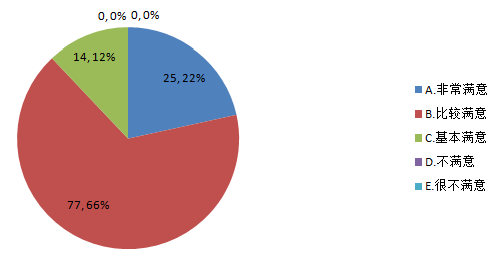 0,0% 0,0%
14,12%
25,22%
77,66%
A.非常满意
B.比较满意
C.基本满意
D.不满意
E.很不满意